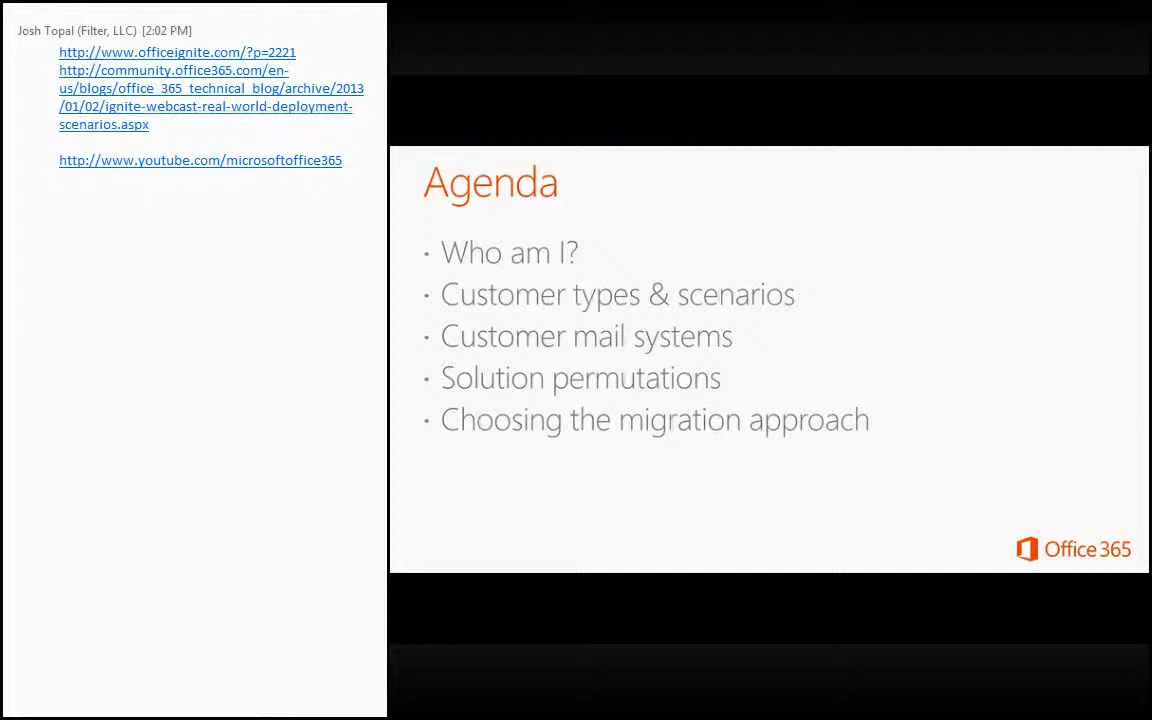 Josh Topal (Filter, LLC) [2:02 PM]
http://www.officeignite.com/?p=2221
http://community.office365.com/en-
us/blogs/office_365_technical_blog/archive/2013
/01/02/ignite-webcast-real-world-deployment-
scenarios.aspx
http://www.youtube.com/microsoftoffice365
Agenda
· Who am I?
· Customer types & scenarios
· Customer mail systems
· Solution permutations
· Choosing the migration approach
Office 365